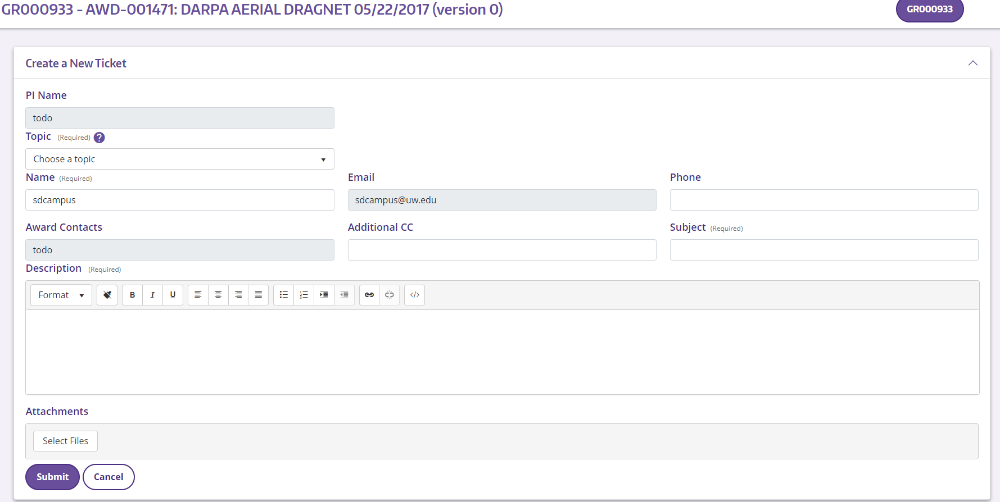 GR000933 - AWD-001471: DARPA AERIAL DRAGNET 05/22/2017 (version 0)
GR000933
Create a New Ticket
PI Name
todo
Topic (Required) ?
Choose a topic
Name (Required) Email Phone
sdcampus sdcampus@uw.edu
Award Contacts Additional CC Subject (Required)
todo
Description (Required)
Format B I U </>
Attachments
Select Files
Submit Cancel